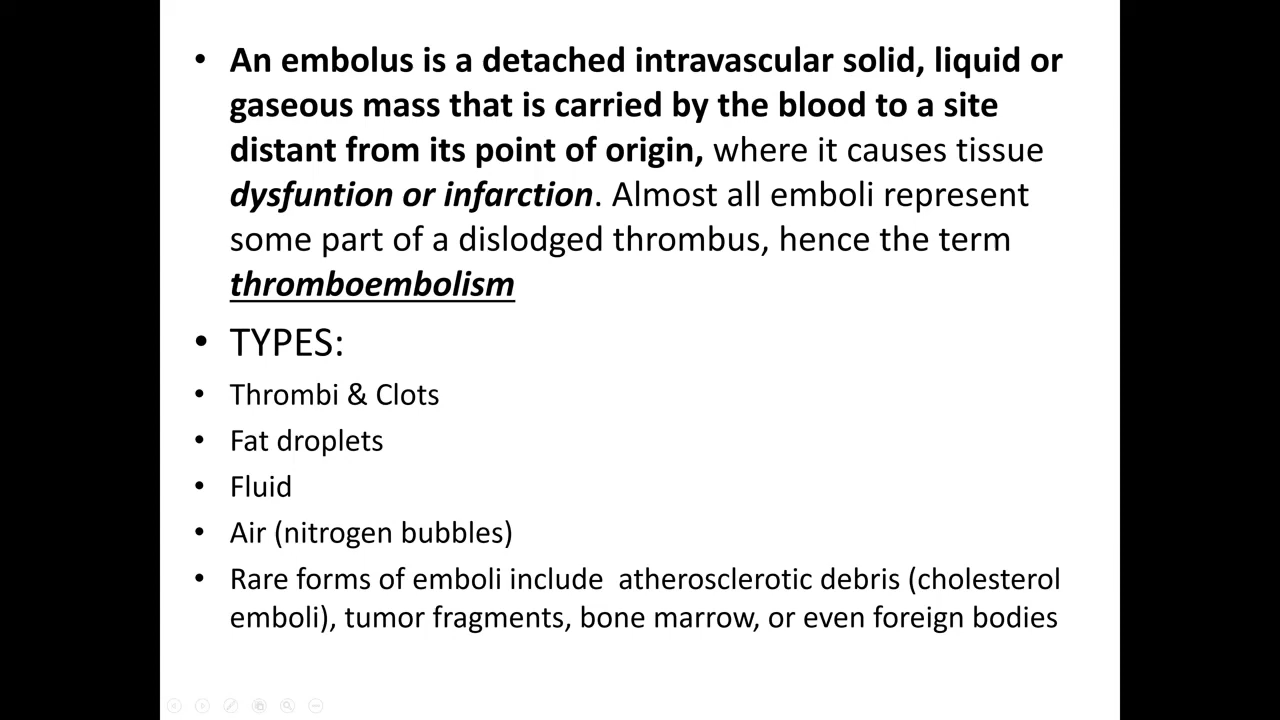 • An embolus is a detached intravascular solid, liquid or
gaseous mass that is carried by the blood to a site
distant from its point of origin, where it causes tissue
dysfuntion or infarction. Almost all emboli represent
some part of a dislodged thrombus, hence the term
thromboembolism
• TYPES:
• Thrombi & Clots
• Fat droplets
• Fluid
• Air (nitrogen bubbles)
• Rare forms of emboli include  atherosclerotic debris (cholesterol
emboli), tumor fragments, bone marrow, or even foreign bodies